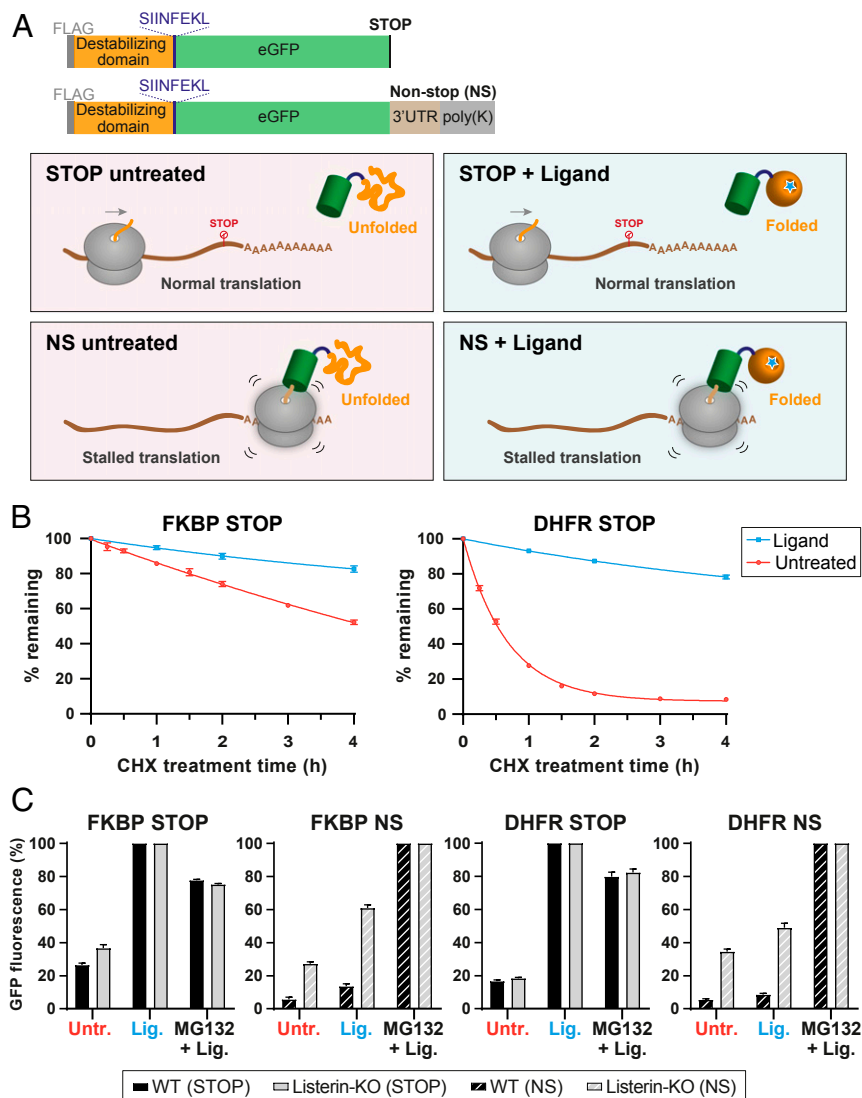 A
SIINFEKL
FLAG
STOP
Destabilizing
domain
eGFP
SIINFEKL
Non-stop (NS)
FLAG
Destabilizing
domain
eGFP
3'UTR
poly(K)
STOP untreated
Unfolded
STOP
AAAAAAAAAAA
Normal translation
STOP + Ligand
Folded
STOP
AAAAAAAAAAA
Normal translation
NS untreated
Unfolded
AA
AAA
Stalled translation
NS + Ligand
Folded
AA
AAA
Stalled translation
B
FKBP STOP
% remaining
100
80
60
40
20
0
0 1 2 3 4
CHX treatment time (h)
DHFR STOP
% remaining
100
80
60
40
20
0
0 1 2 3 4
CHX treatment time (h)
Ligand
Untreated
C
FKBP STOP
GFP fluorescence (%)
100
80
60
40
20
0
Untr. Lig. MG132
+ Lig.
FKBP NS
100
80
60
40
20
0
Untr. Lig. MG132
+ Lig.
DHFR STOP
100
80
60
40
20
0
Untr. Lig. MG132
+ Lig.
DHFR NS
100
80
60
40
20
0
Untr. Lig. MG132
+ Lig.
WT (STOP) Listerin-KO (STOP) WT (NS) Listerin-KO (NS)